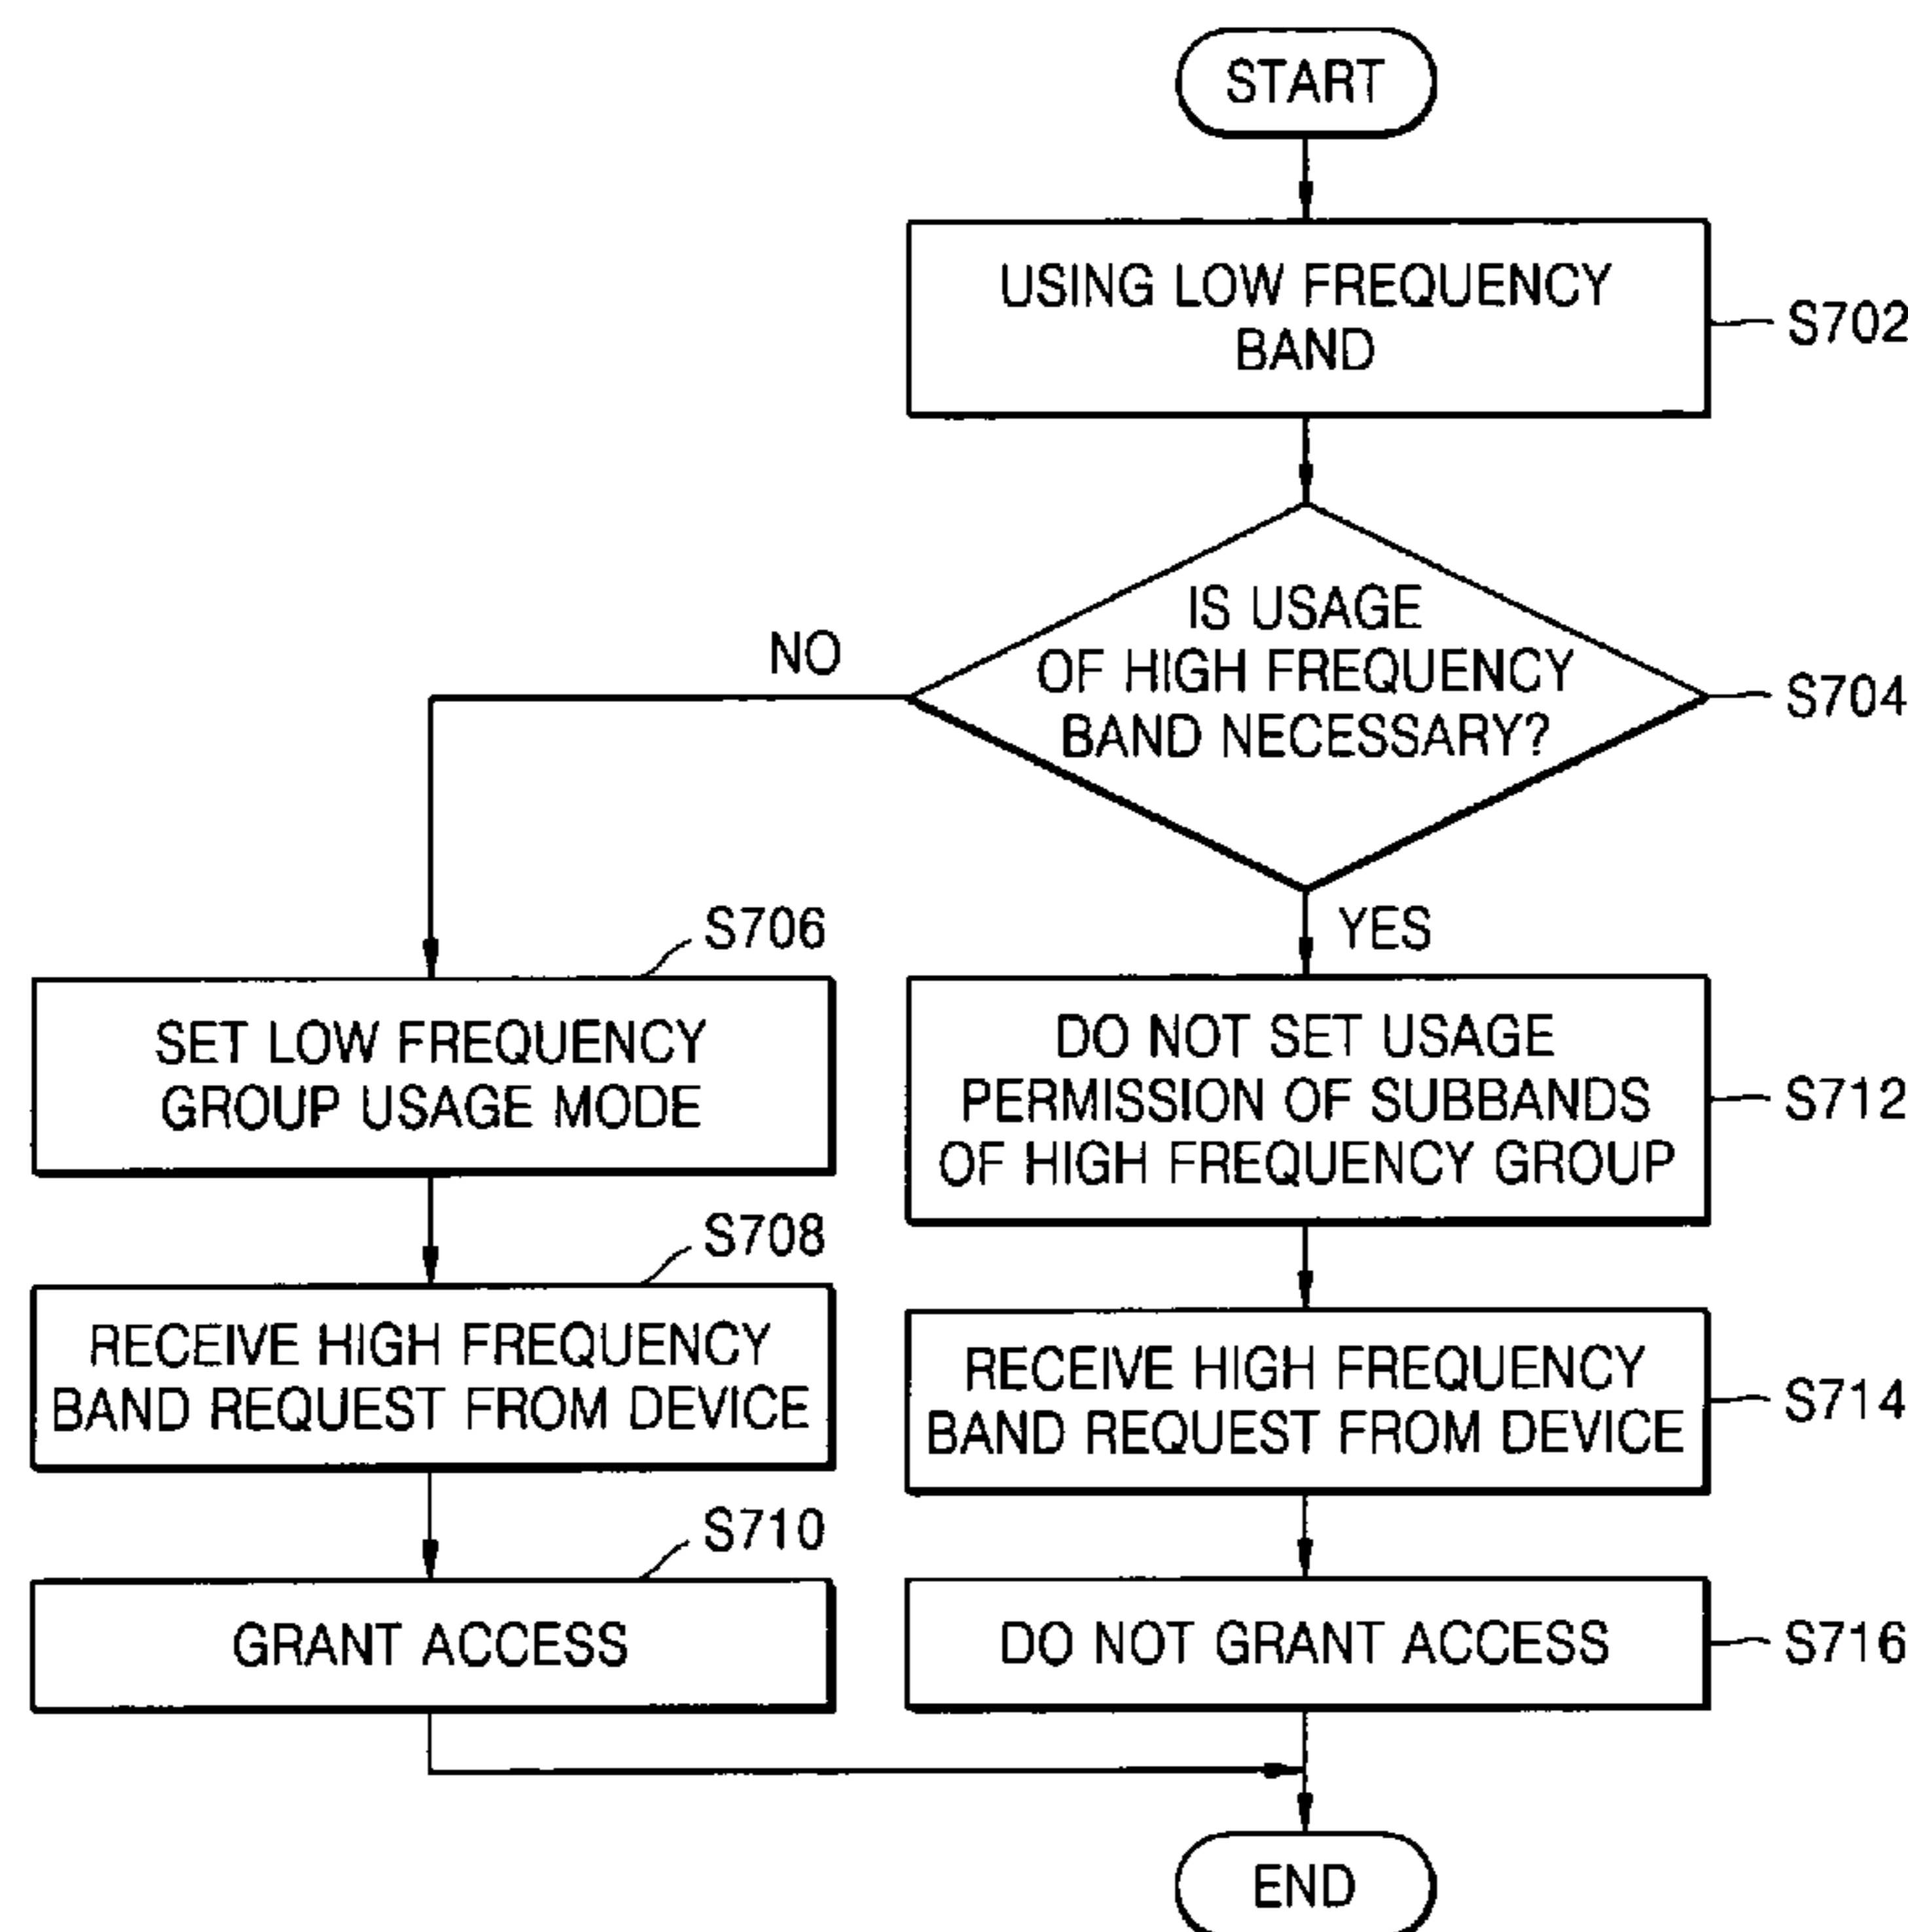 START
USING LOW FREQUENCY
BAND
S702
IS USAGE
OF HIGH FREQUENCY
BAND NECESSARY?
S704
NO
YES
S706
SET LOW FREQUENCY
GROUP USAGE MODE
S708
RECEIVE HIGH FREQUENCY
BAND REQUEST FROM DEVICE
S710
GRANT ACCESS
DO NOT SET USAGE
PERMISSION OF SUBBANDS
OF HIGH FREQUENCY GROUP
S712
RECEIVE HIGH FREQUENCY
BAND REQUEST FROM DEVICE
S714
DO NOT GRANT ACCESS
S716
END